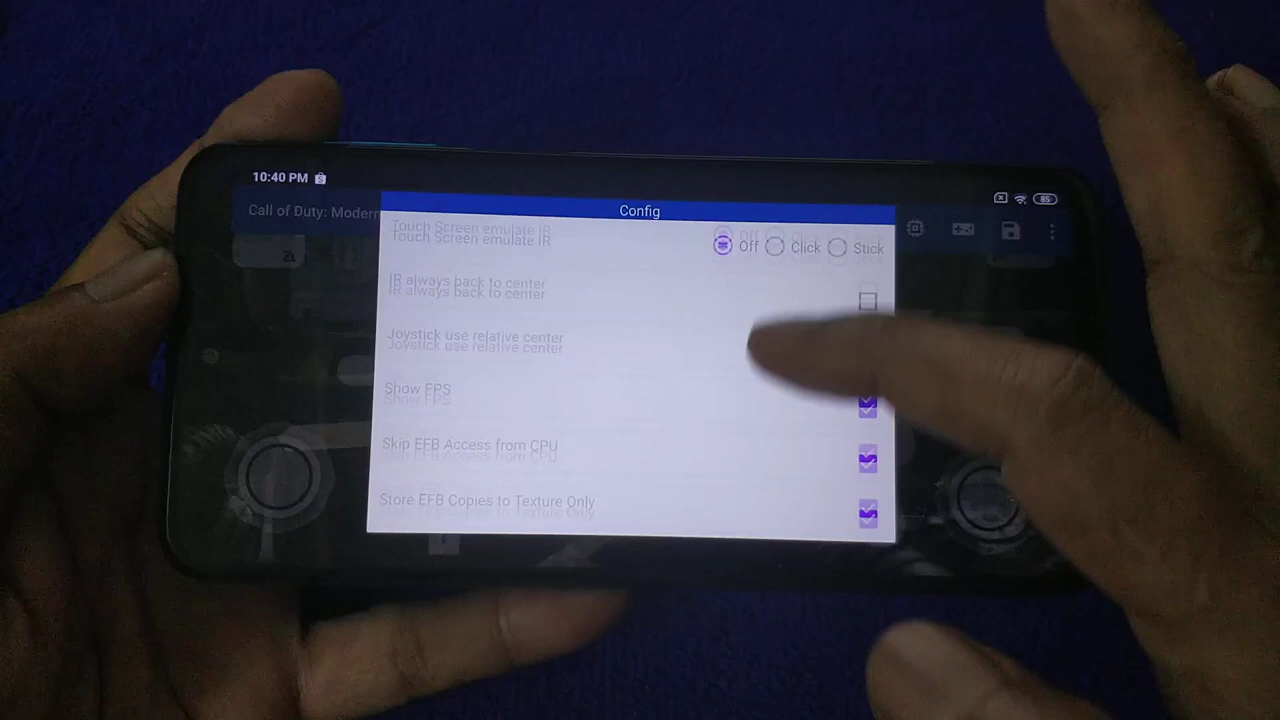 10:40 PM
85
Call of Duty: Modern
Config
Touch Screen emulate IR
Off Click Stick
IR always back to center
Joystick use relative center
Show FPS
Skip EFB Access from CPU
Store EFB Copies to Texture Only